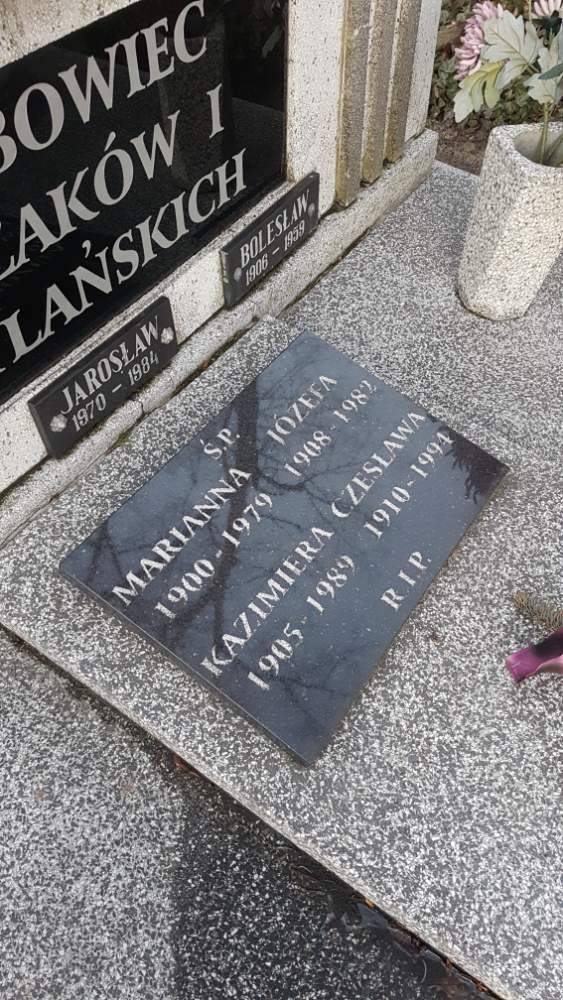 BOWIEC
AKÓW I
LAŃSKICH
BOLESŁAW
1906 - 1959
JAROSŁAW
1970 - 1984
Ś.P.
MARIANNA JÓZEFA
1900 - 1979 1908 - 1982
KAZIMIERA CZESŁAWA
1905 - 1989 1910 - 1994
R I P